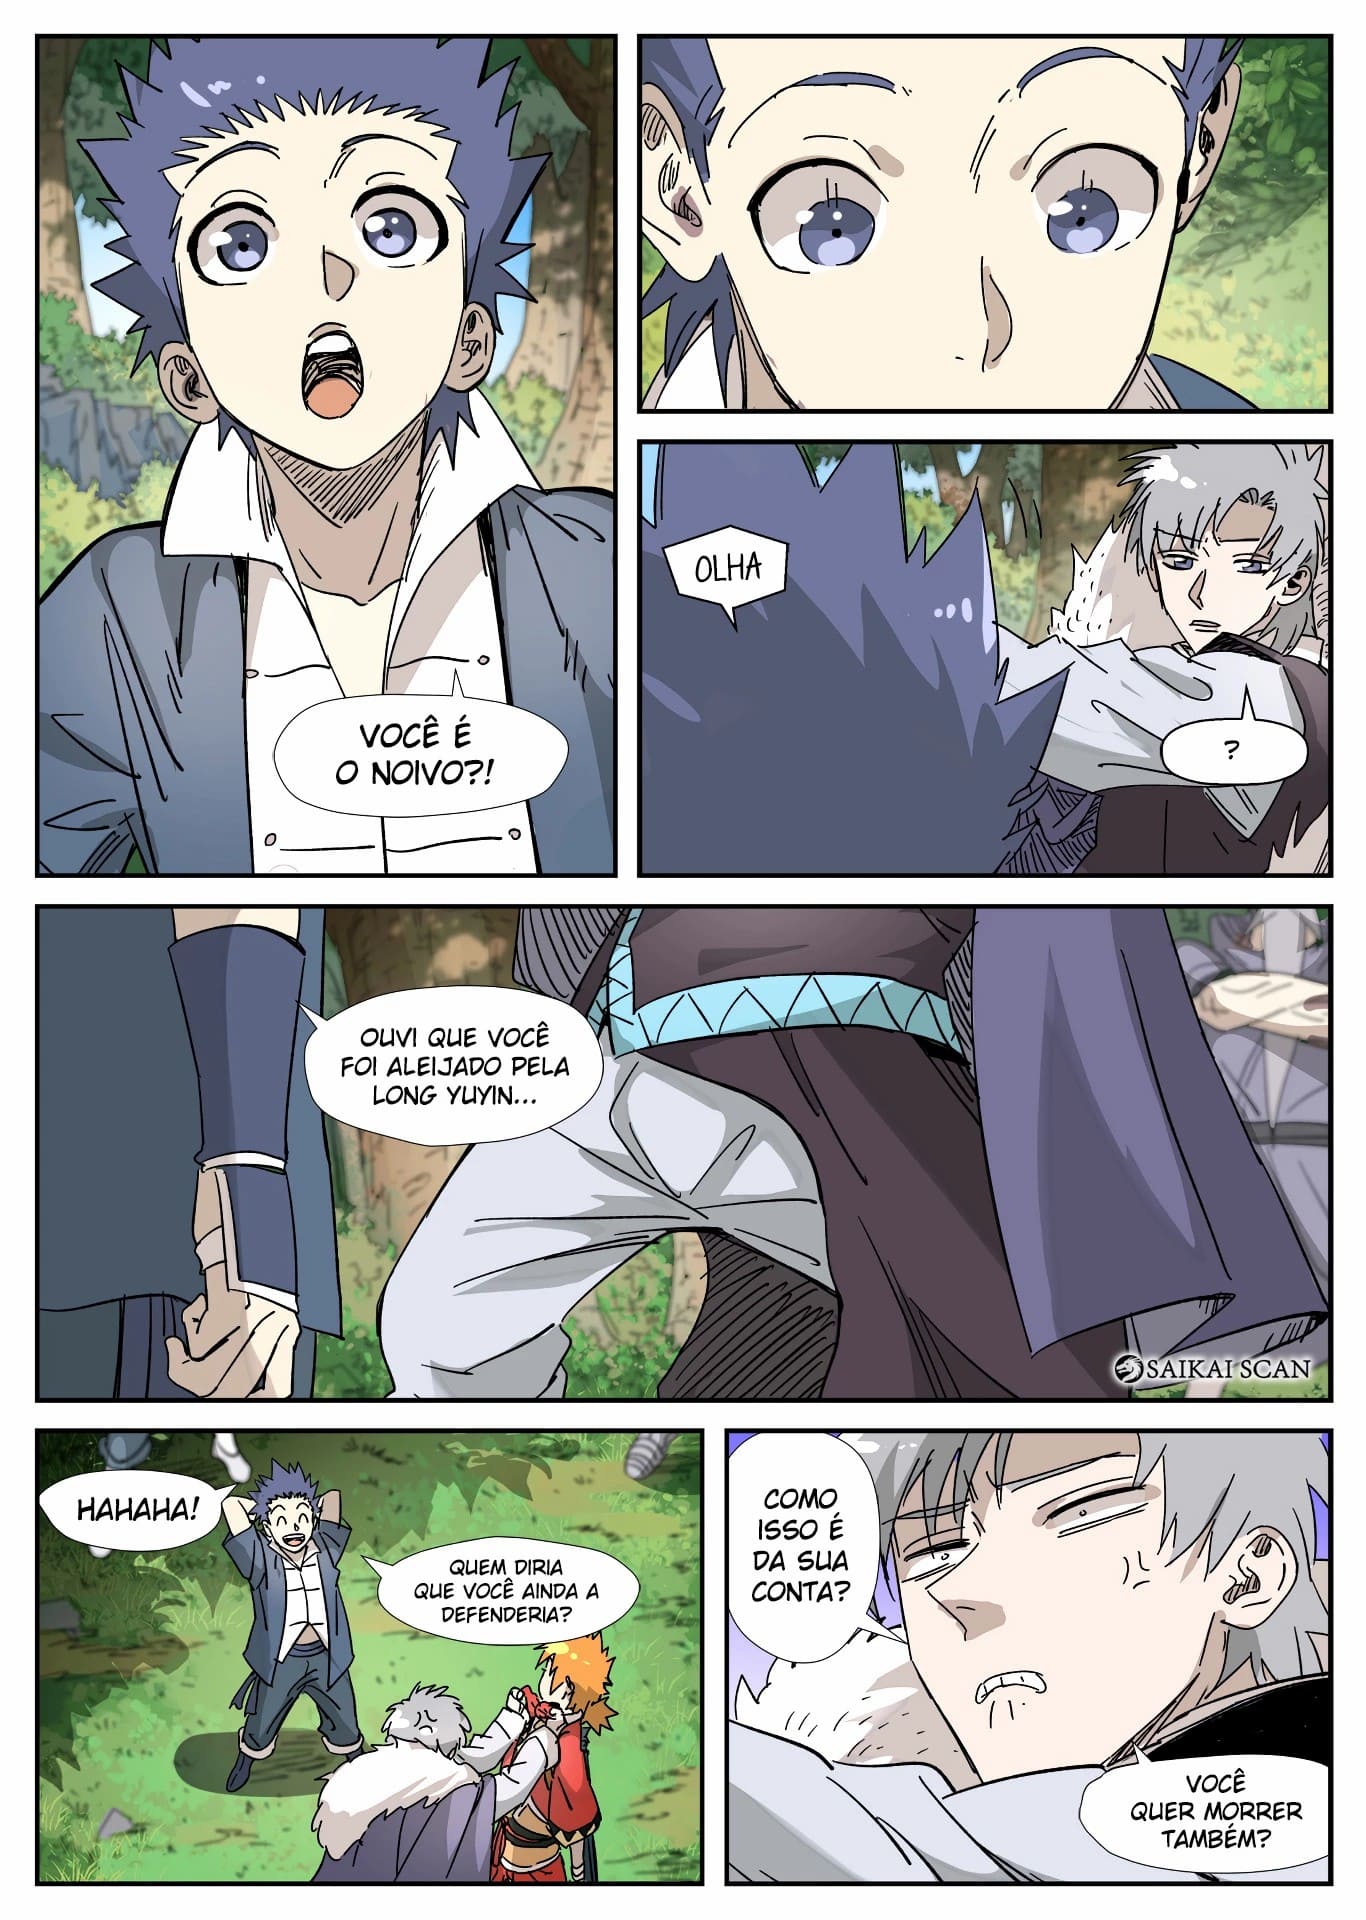 VOCÊ É
O NOIVO?!
OLHA
?
OUVI QUE VOCÊ
FOI ALEIJADO PELA
LONG YUYIN...
SAIKAI SCAN
HAHAHA!
QUEM DIRIA
QUE VOCÊ AINDA A
DEFENDERIA?
COMO
ISSO É
DA SUA
CONTA?
VOCÊ
QUER MORRER
TAMBÉM?